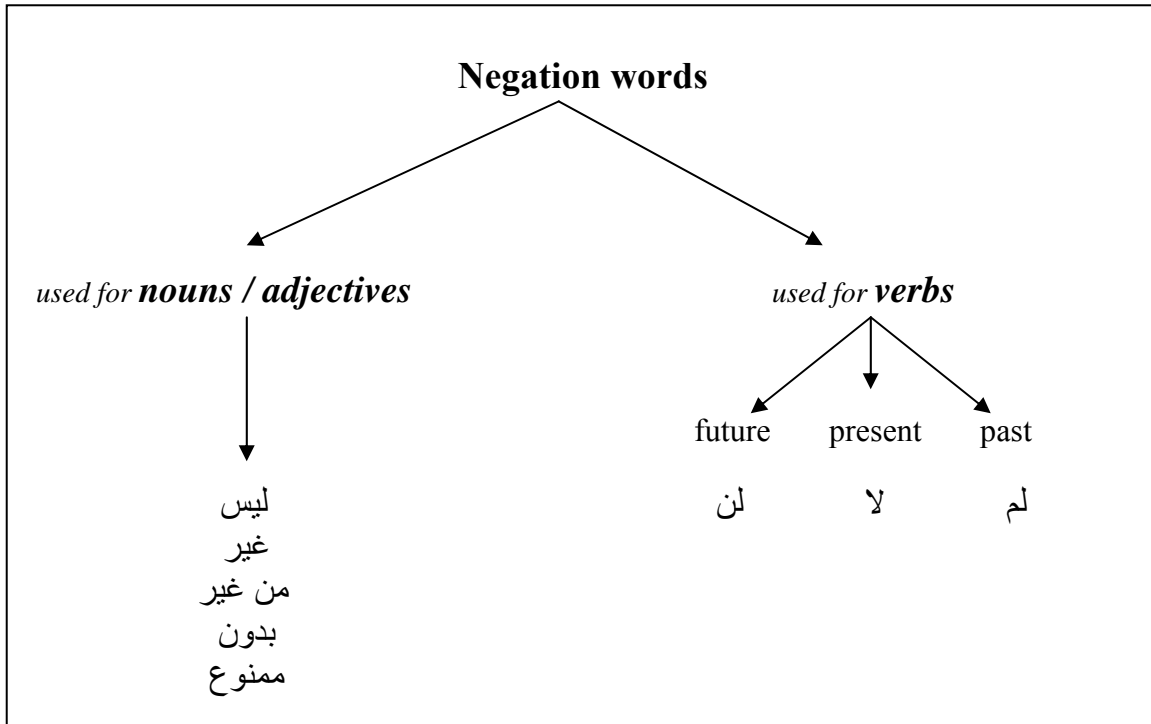 Negation words
used for nouns / adjectives
used for verbs
future present past
لن لا لم
ليس
غير
من غير
بدون
ممنوع